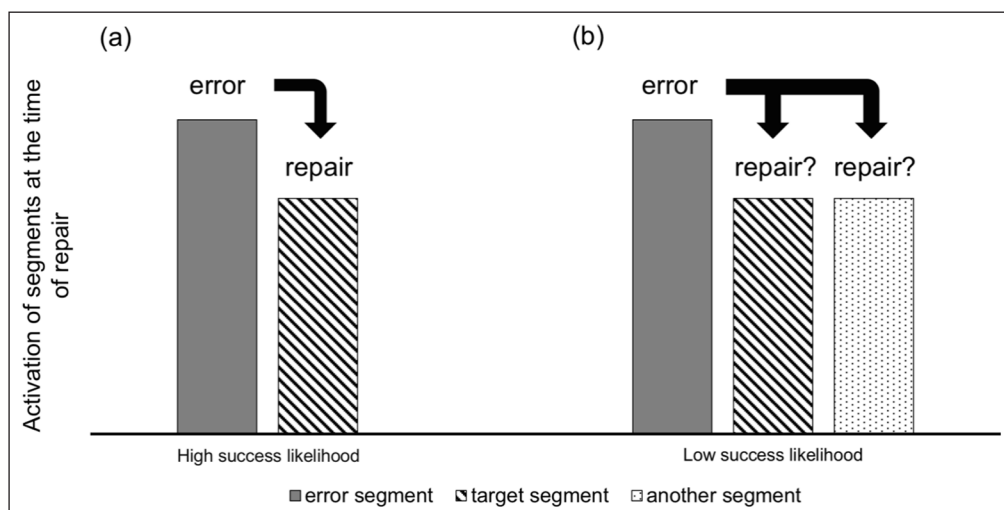 (a)
(b)
error
error
repair
repair?
repair?
Activation of segments at the time
of repair
High success likelihood
Low success likelihood
error segment
target segment
another segment